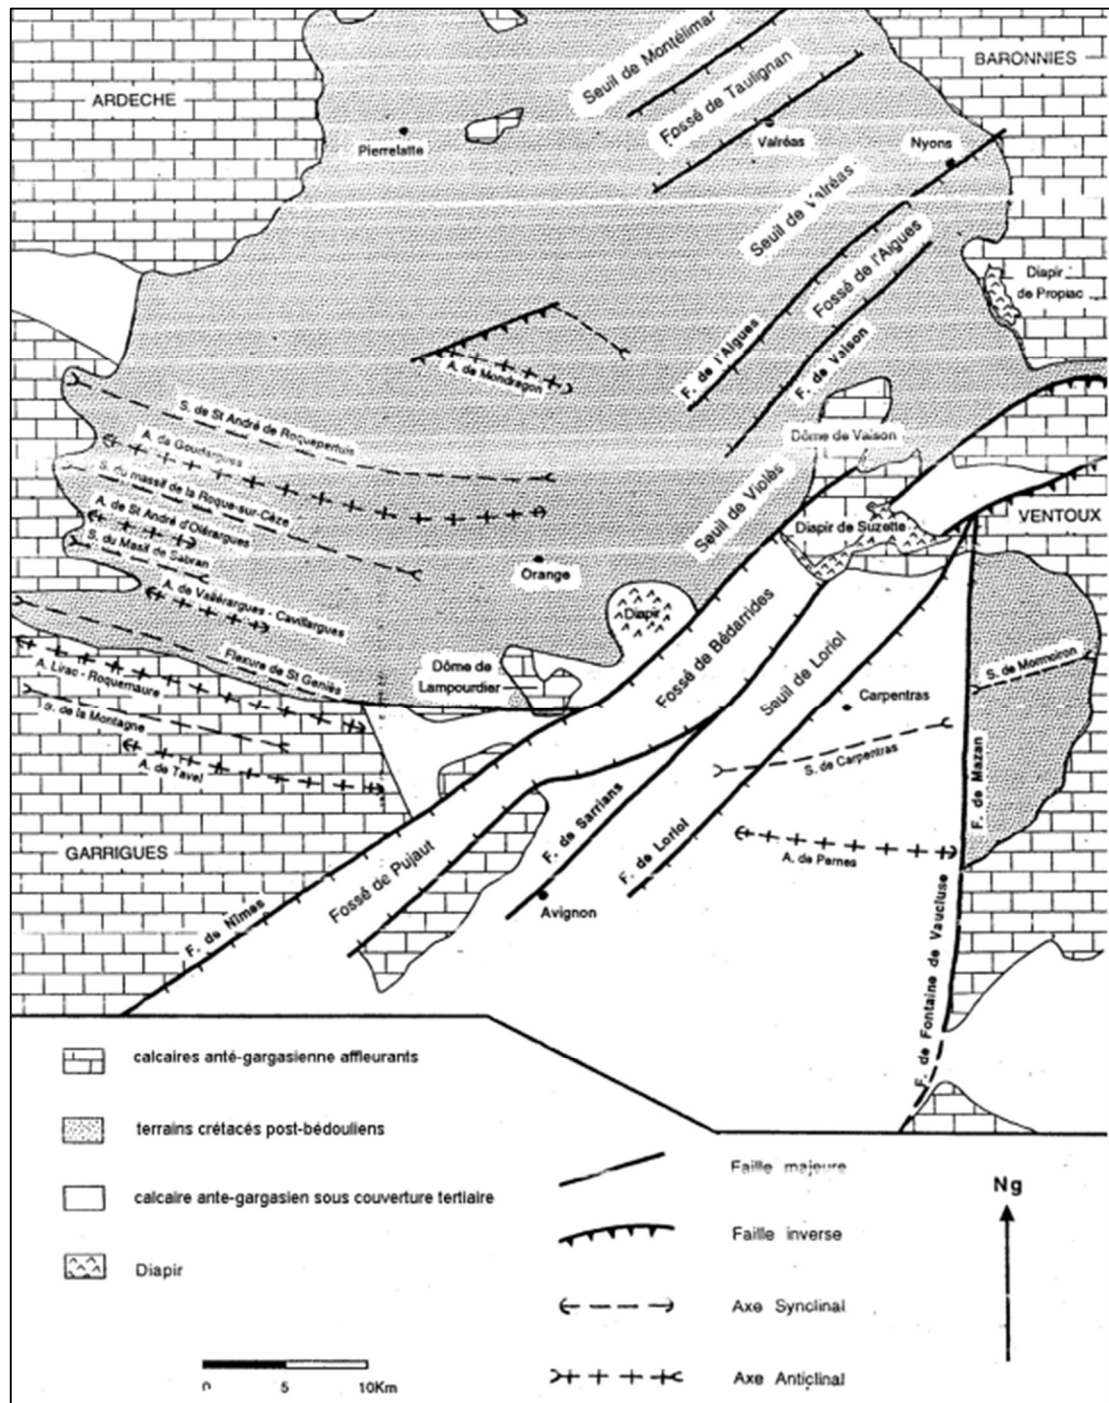 Seuil de Montélimar
BARONNIES
ARDECHE
Fossé de Taulignan
Pierrelatte
Valréas
Nyons
Seuil de Valréas
Fossé de l'Aigues
Diapir
de Propiac
F. de l'Aigues
F. de Vaison
A. de Mondragon
S. de St André de Roquepertuis
A. de Goudargues
Dôme de Vaison
S. du massif de la Roque-sur-Cèze
Seuil de Violès
A. de St André d'Olérargues
VENTOUX
Diapir de Suzette
S. du Masif de Sabran
Orange
A. de Vallérargues - Cavillargues
Diapir
Fossé de Bédarrides
Flexure de St Geniès
Dôme de
Lampourdier
Seuil de Loriol
S. de Mormoiron
A. Lirac - Roquemaure
Carpentras
S. de la Montagne
S. de Carpentras
A. de Tavel
F. de Mazan
F. de Sarrians
GARRIGUES
F. de Loriol
A. de Pernes
Fossé de Pujaut
Avignon
F. de Nîmes
F. de Fontaine de Vaucluse
calcaires anté-gargasienne affleurants
terrains crétacés post-bédouliens
calcaire ante-gargasien sous couverture tertiaire
Diapir
Faille majeure
Faille inverse
Axe Synclinal
Axe Anticlinal
Ng
0 5 10Km